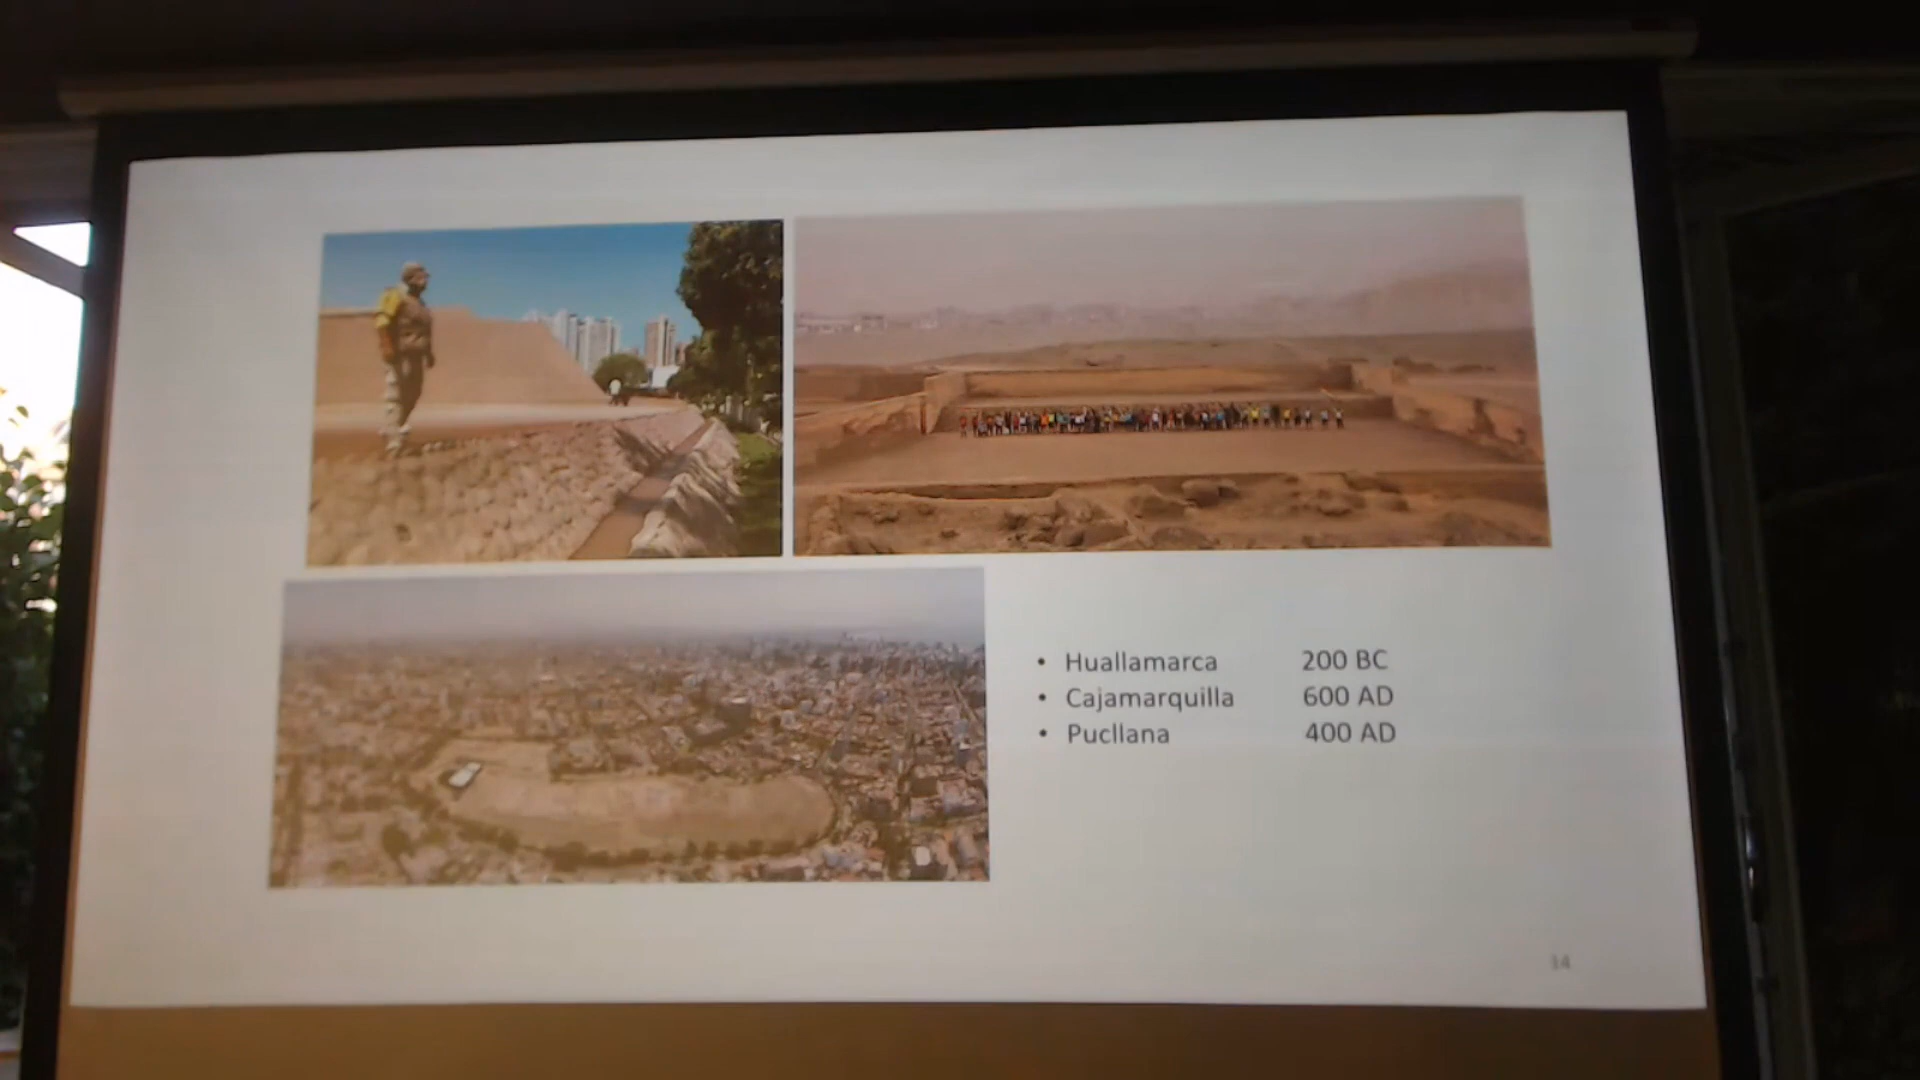 • Huallamarca 200 BC
• Cajamarquilla 600 AD
• Pucllana 400 AD
14